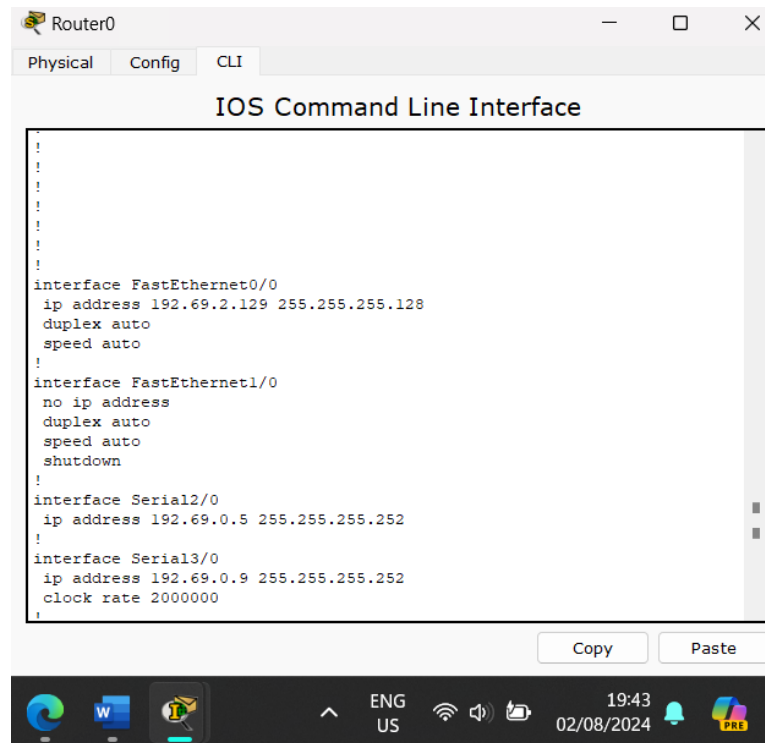 Router0
Physical Config CLI
IOS Command Line Interface
!
!
!
!
!
!
!
interface FastEthernet0/0
ip address 192.69.2.129 255.255.255.128
duplex auto
speed auto
!
interface FastEthernet1/0
no ip address
duplex auto
speed auto
shutdown
!
interface Serial2/0
ip address 192.69.0.5 255.255.255.252
!
interface Serial3/0
ip address 192.69.0.9 255.255.255.252
clock rate 2000000
!
Copy Paste
ENG
US
19:43
02/08/2024
PRE